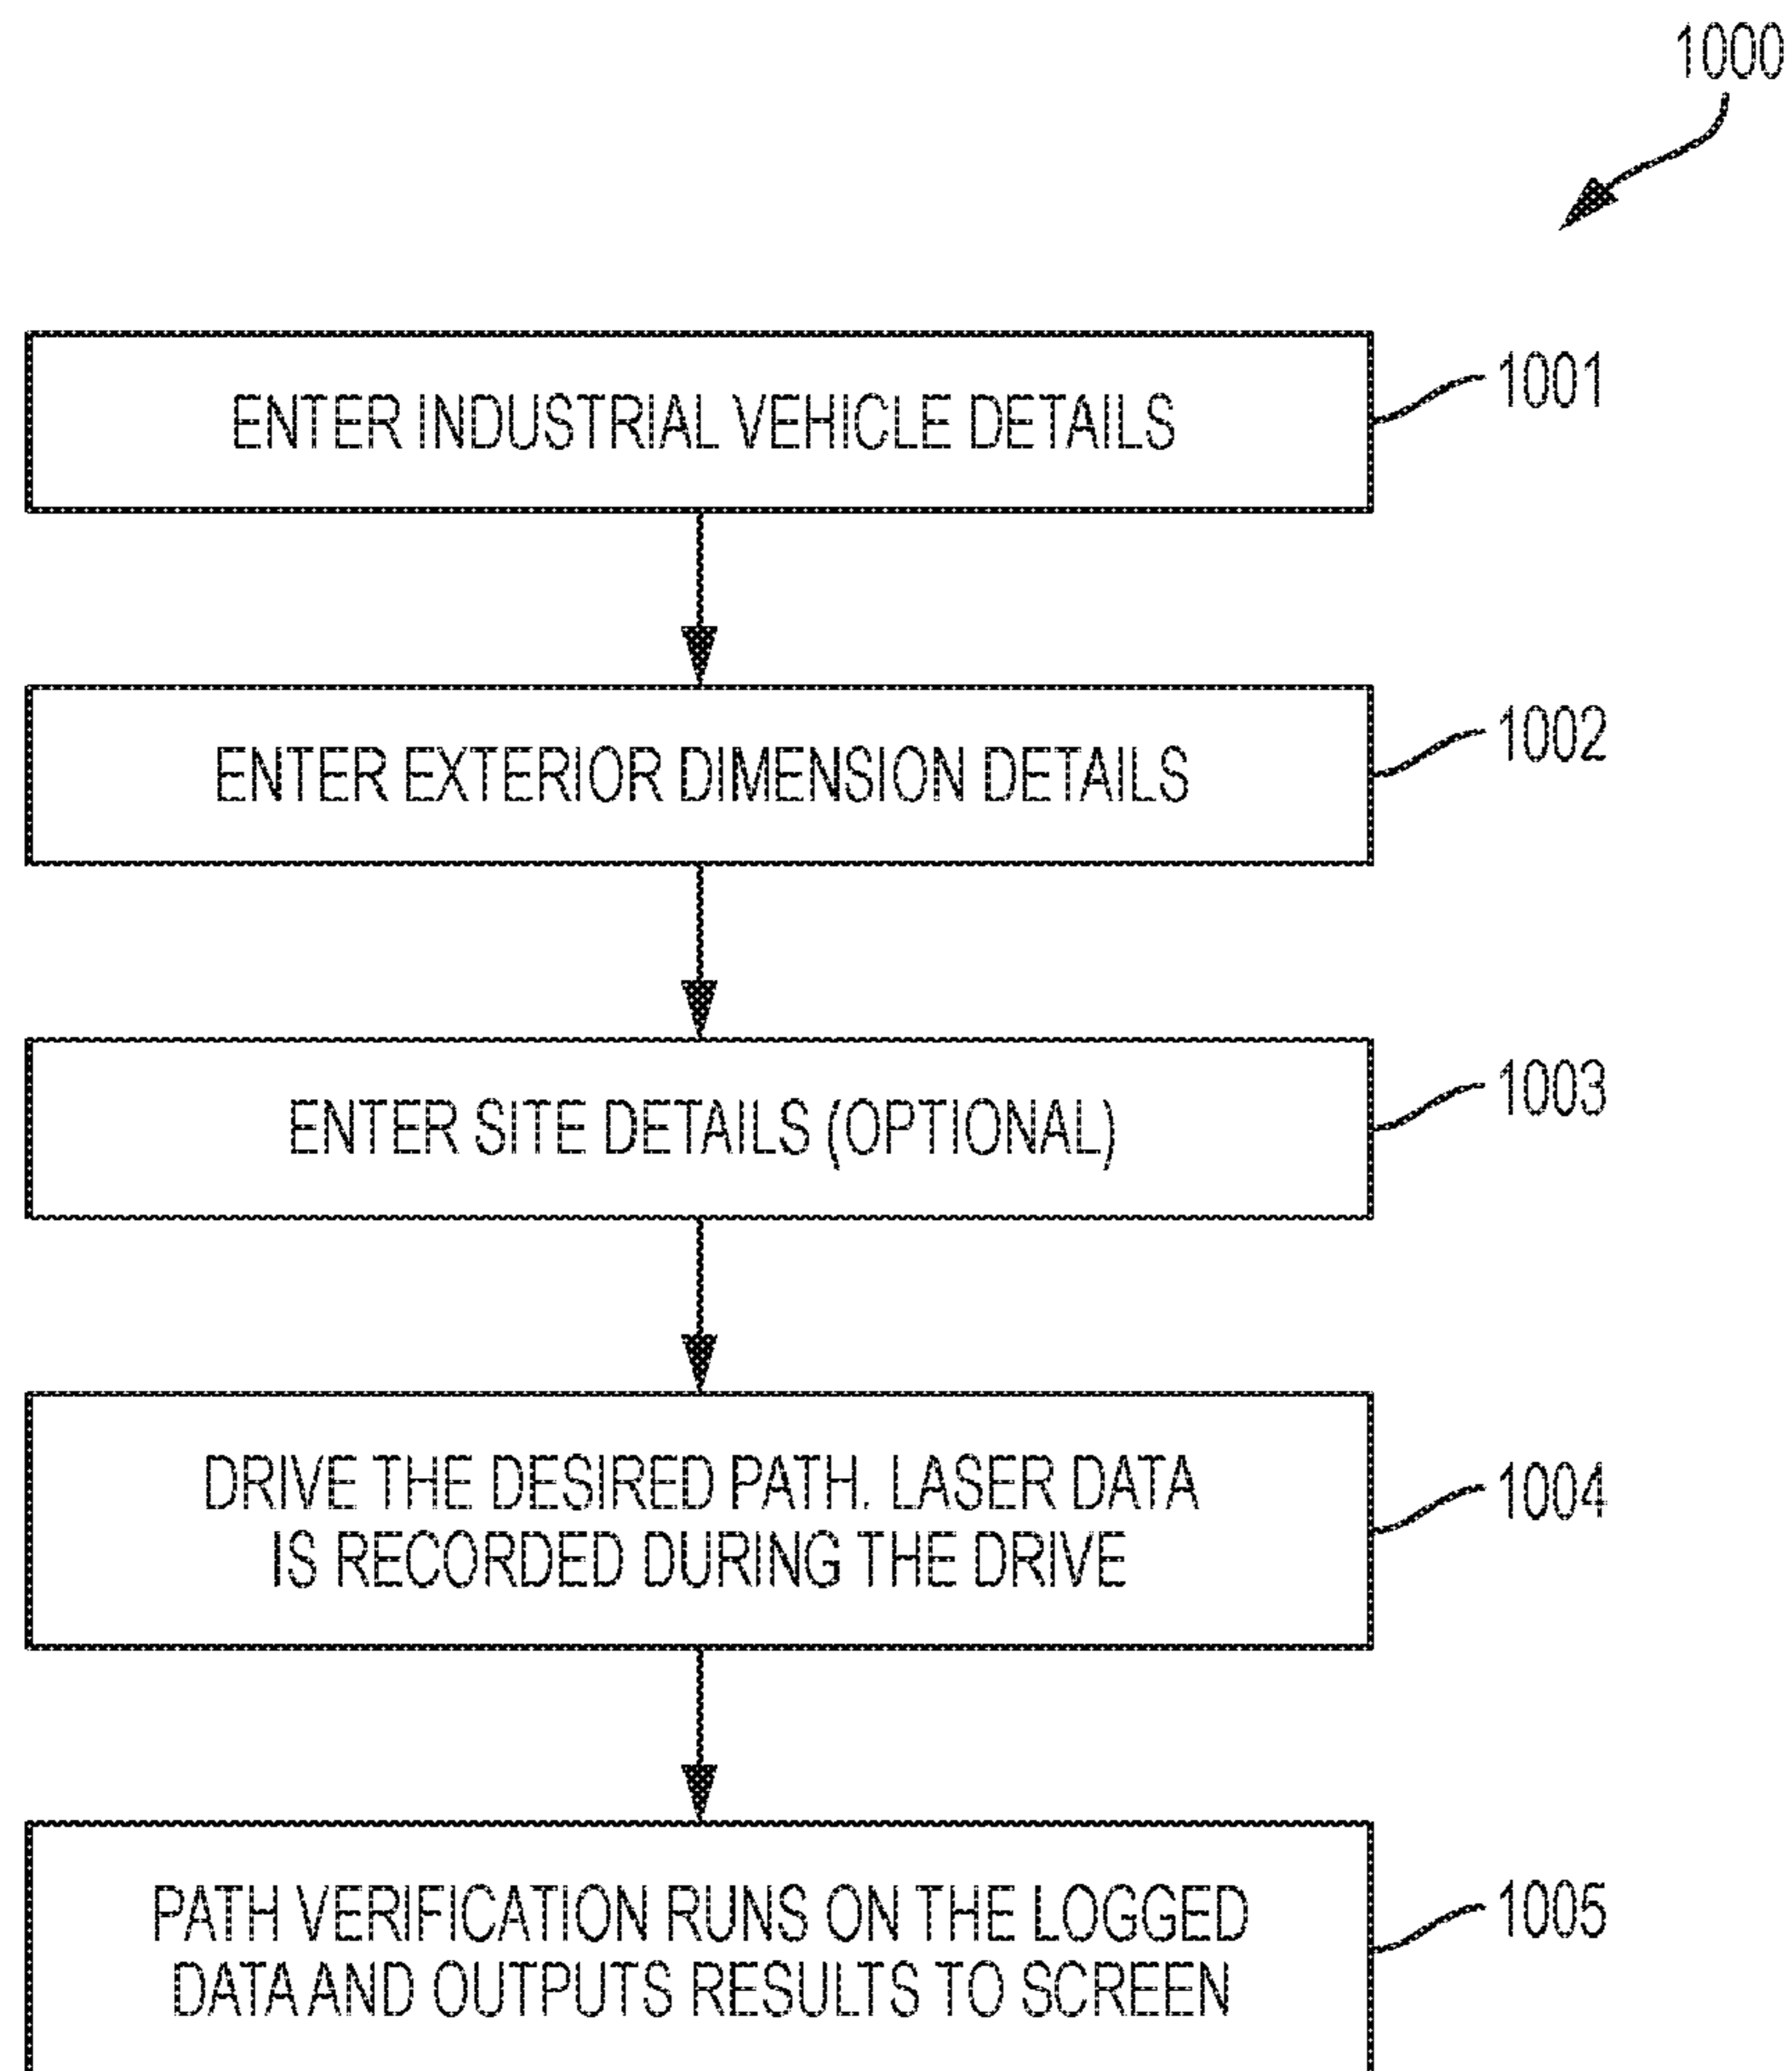 1000
ENTER INDUSTRIAL VEHICLE DETAILS
1001
ENTER EXTERIOR DIMENSION DETAILS
1002
ENTER SITE DETAILS (OPTIONAL)
1003
DRIVE THE DESIRED PATH. LASER DATA
IS RECORDED DURING THE DRIVE
1004
PATH VERIFICATION RUNS ON THE LOGGED
DATA AND OUTPUTS RESULTS TO SCREEN
1005